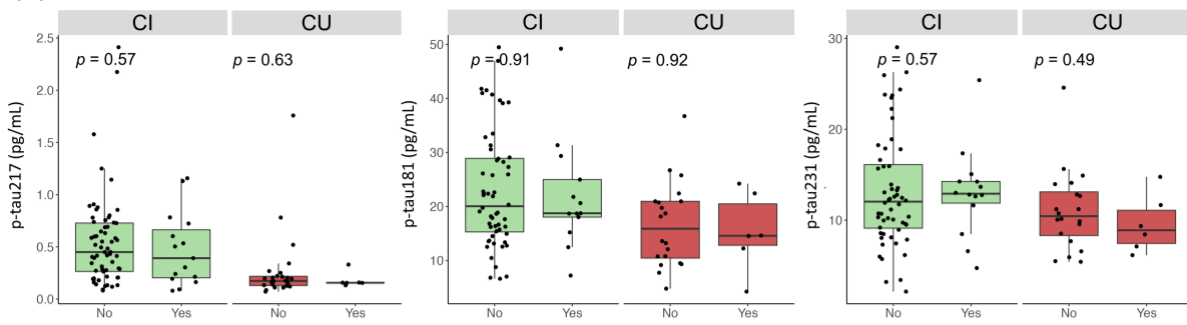 CI CU
p = 0.57 p = 0.63
p-tau217 (pg/mL)
2.5
2.0
1.5
1.0
0.5
0.0
No Yes No Yes
CI CU
p = 0.91 p = 0.92
p-tau181 (pg/mL)
50
40
30
20
10
No Yes No Yes
CI CU
p = 0.57 p = 0.49
p-tau231 (pg/mL)
30
20
10
No Yes No Yes